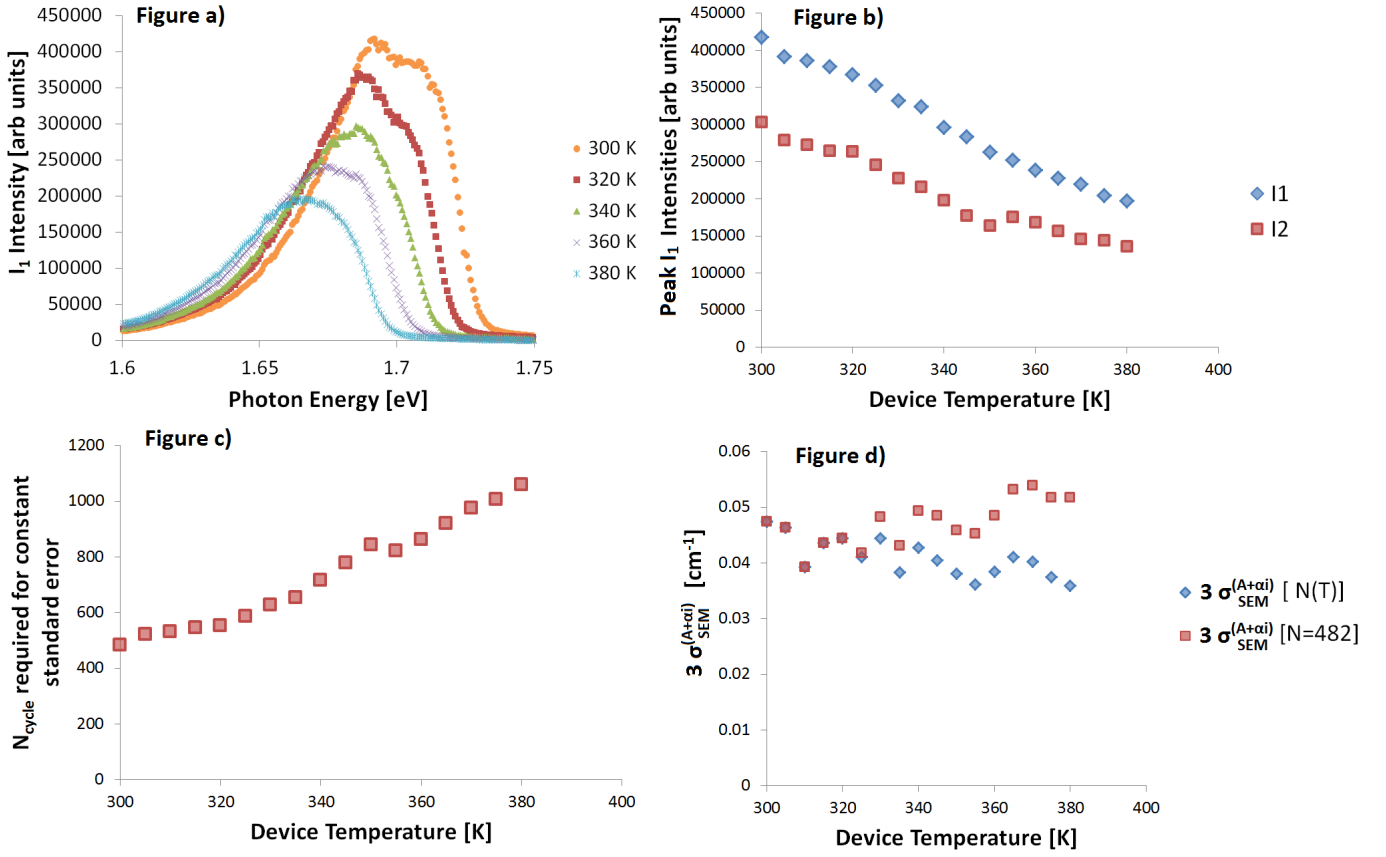 Figure a)
I1 Intensity [arb units]
450000
400000
350000
300000
250000
200000
150000
100000
50000
0
1.6
1.65
1.7
1.75
Photon Energy [eV]
300 K
320 K
340 K
360 K
380 K
Figure b)
Peak I1 Intensities [arb units]
450000
400000
350000
300000
250000
200000
150000
100000
50000
0
300
320
340
360
380
400
Device Temperature [K]
I1
I2
Figure c)
Ncycle required for constant
standard error
1200
1000
800
600
400
200
0
300
320
340
360
380
400
Device Temperature [K]
Figure d)
3 σSEM(A+αi) [cm-1]
0.06
0.05
0.04
0.03
0.02
0.01
0
300
320
340
360
380
400
Device Temperature [K]
3 σSEM(A+αi) [ N(T)]
3 σSEM(A+αi) [N=482]